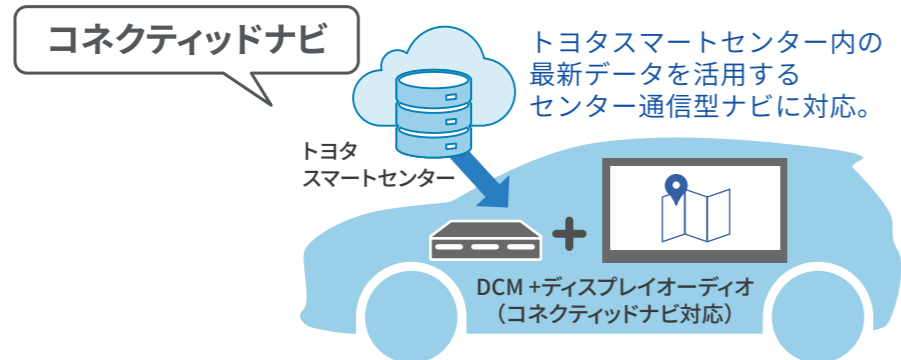 コネクティッドナビ
トヨタスマートセンター内の
最新データを活用する
センター通信型ナビに対応。
トヨタ
スマートセンター
DCM +ディスプレイオーディオ
（コネクティッドナビ対応）